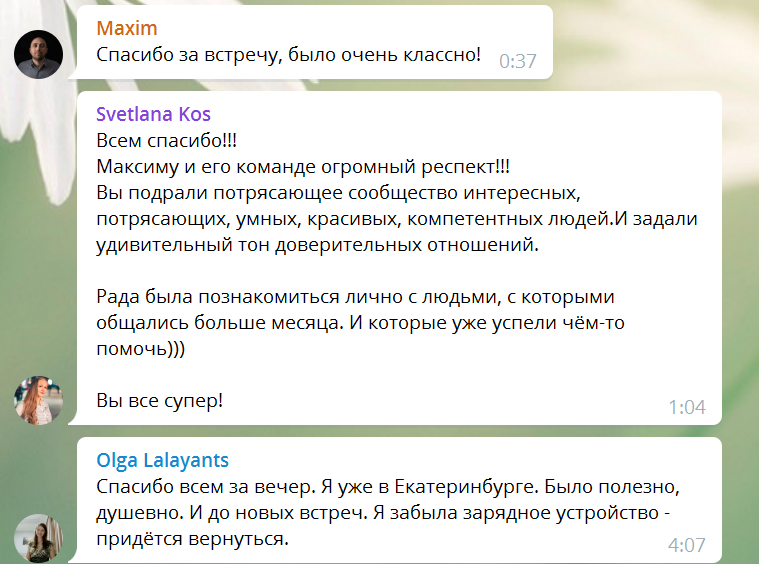 Maxim
Спасибо за встречу, было очень классно!
0:37
Svetlana Kos
Всем спасибо!!!
Максиму и его команде огромный респект!!!
Вы подрали потрясающее сообщество интересных,
потрясающих, умных, красивых, компетентных людей.И задали
удивительный тон доверительных отношений.
Рада была познакомиться лично с людьми, с которыми
общались больше месяца. И которые уже успели чём-то
помочь)))
Вы все супер!
1:04
Olga Lalayants
Спасибо всем за вечер. Я уже в Екатеринбурге. Было полезно,
душевно. И до новых встреч. Я забыла зарядное устройство -
придётся вернуться.
4:07